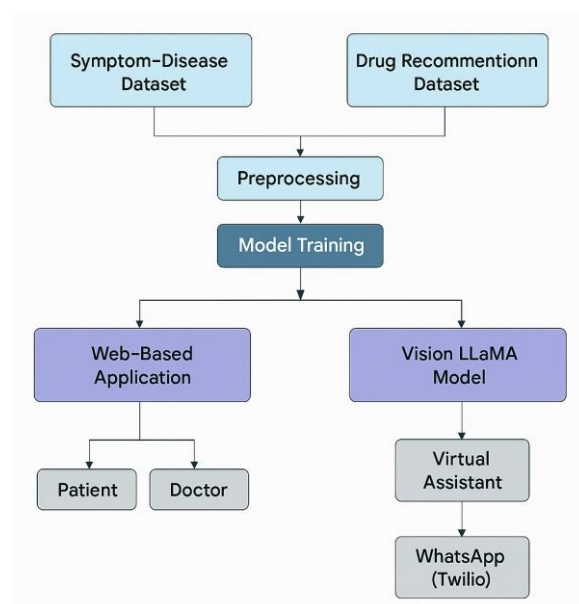 Symptom–Disease
Dataset
Drug Recommentionn
Dataset
Preprocessing
Model Training
Web–Based
Application
Vision LLaMA
Model
Patient
Doctor
Virtual
Assistant
WhatsApp
(Twilio)